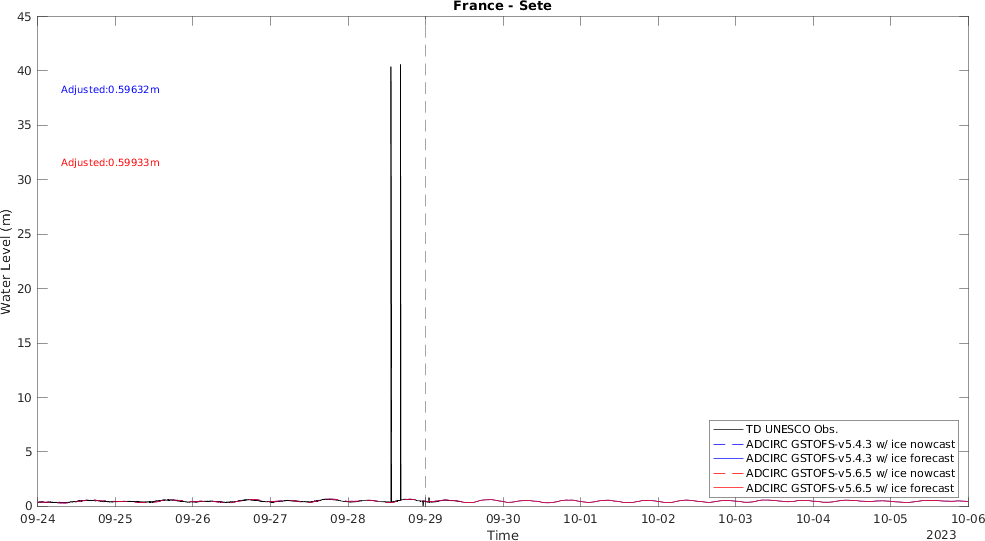 France - Sete
45
40
35
30
25
20
15
10
5
0
Water Level (m)
Adjusted:0.59632m
Adjusted:0.59933m
TD UNESCO Obs.
ADCIRC GSTOFS-v5.4.3 w/ ice nowcast
ADCIRC GSTOFS-v5.4.3 w/ ice forecast
ADCIRC GSTOFS-v5.6.5 w/ ice nowcast
ADCIRC GSTOFS-v5.6.5 w/ ice forecast
09-24 09-25 09-26 09-27 09-28 09-29 09-30 10-01 10-02 10-03 10-04 10-05 10-06
Time
2023